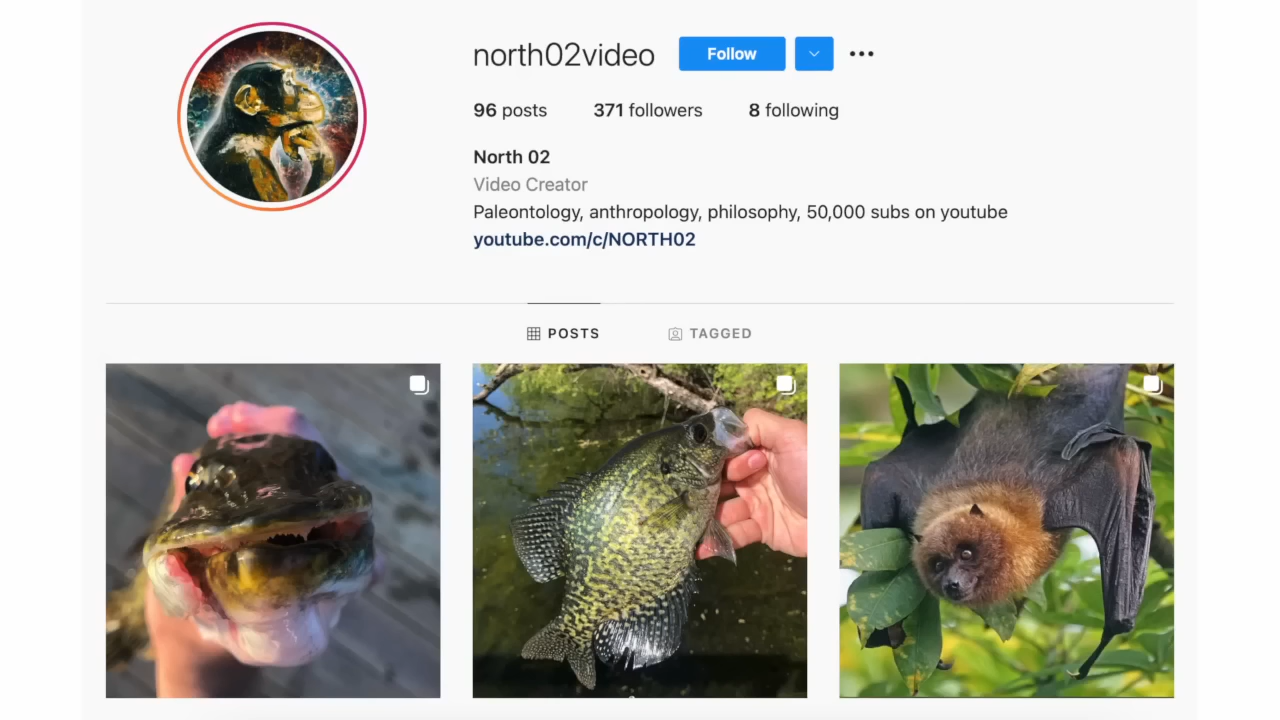 north02video Follow
96 posts 371 followers 8 following
North 02
Video Creator
Paleontology, anthropology, philosophy, 50,000 subs on youtube
youtube.com/c/NORTH02
POSTS TAGGED